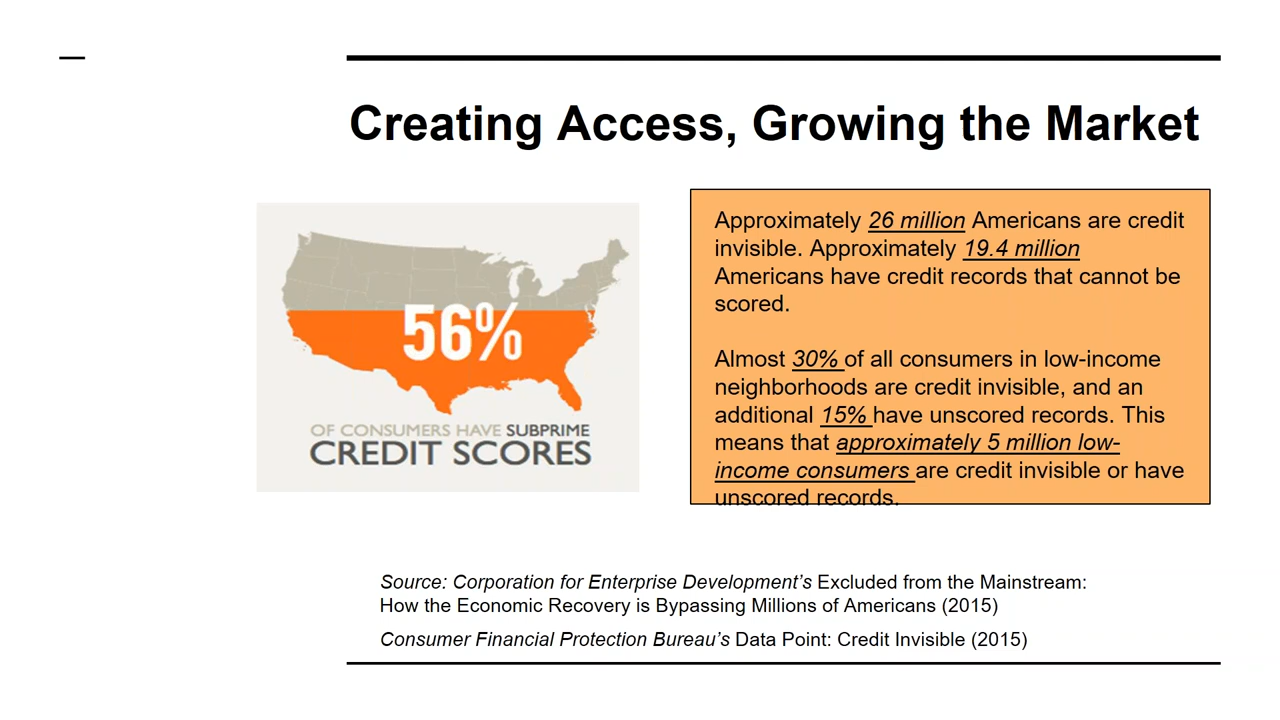 Creating Access, Growing the Market
56%
OF CONSUMERS HAVE SUBPRIME
CREDIT SCORES
Approximately 26 million Americans are credit
invisible. Approximately 19.4 million
Americans have credit records that cannot be
scored.
Almost 30% of all consumers in low-income
neighborhoods are credit invisible, and an
additional 15% have unscored records. This
means that approximately 5 million low-
income consumers are credit invisible or have
unscored records.
Source: Corporation for Enterprise Development’s Excluded from the Mainstream:
How the Economic Recovery is Bypassing Millions of Americans (2015)
Consumer Financial Protection Bureau’s Data Point: Credit Invisible (2015)